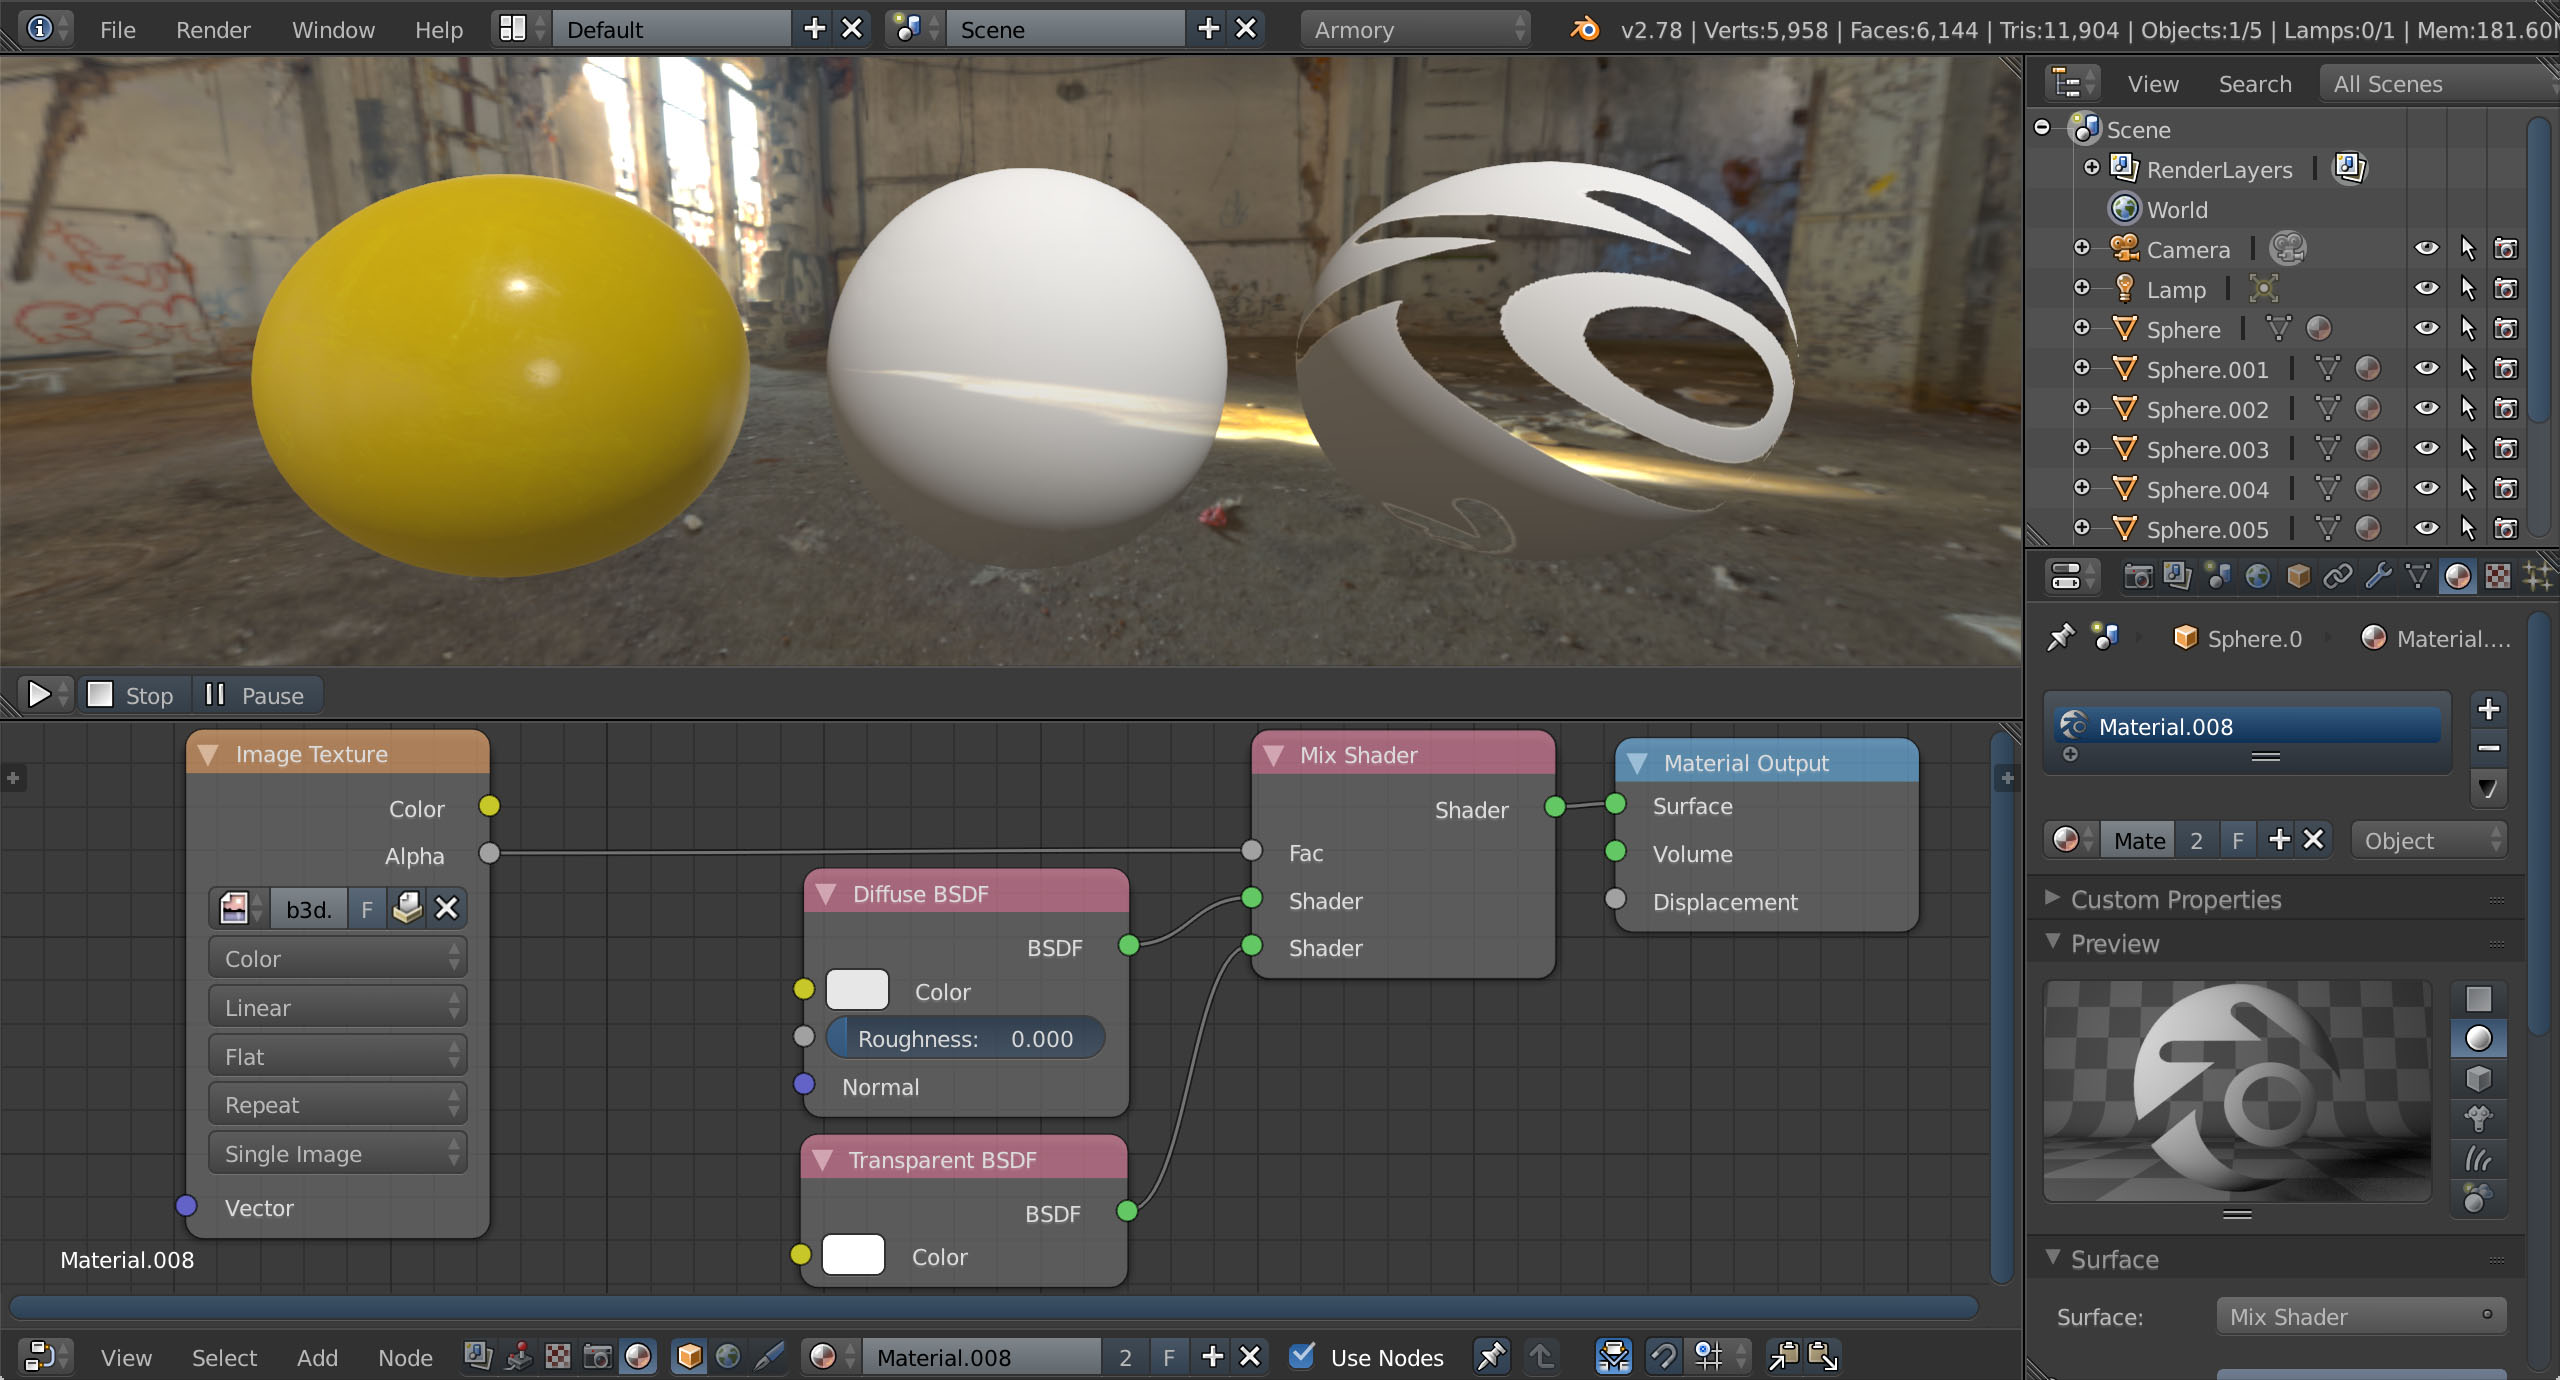 File Render Window Help Default Scene Armory v2.78 | Verts:5,958 | Faces:6,144 | Tris:11,904 | Objects:1/5 | Lamps:0/1 | Mem:181.60
View Search All Scenes
Scene
RenderLayers
World
Camera
Lamp
Sphere
Sphere.001
Sphere.002
Sphere.003
Sphere.004
Sphere.005
Sphere.0 Material....
Material.008
Mate 2 F Object
Custom Properties
Preview
Surface
Surface: Mix Shader
Stop Pause
Image Texture
Color
Alpha
b3d. F
Color
Linear
Flat
Repeat
Single Image
Vector
Diffuse BSDF
BSDF
Color
Roughness: 0.000
Normal
Transparent BSDF
BSDF
Color
Mix Shader
Shader
Fac
Shader
Shader
Material Output
Surface
Volume
Displacement
Material.008
View Select Add Node Material.008 2 F Use Nodes